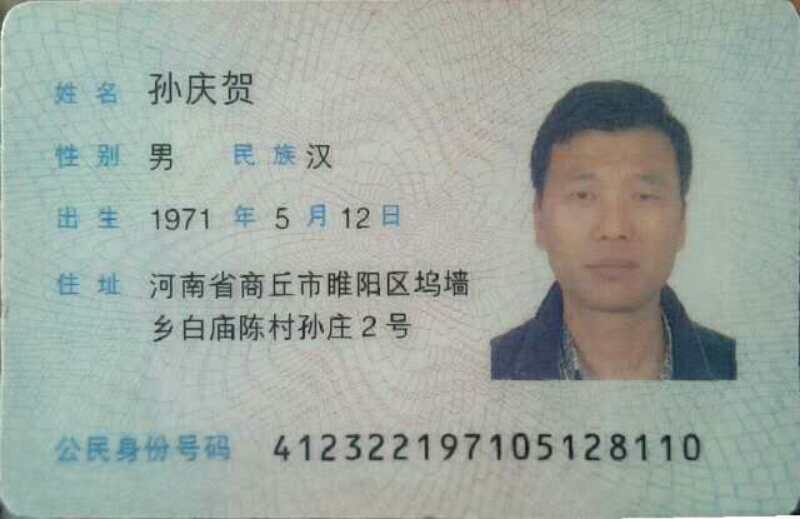 姓名 孙庆贺
性别 男 民族 汉
出生 1971 年 5 月 12 日
住址 河南省商丘市睢阳区坞墙
乡白庙陈村孙庄2号
公民身份号码 412322197105128110